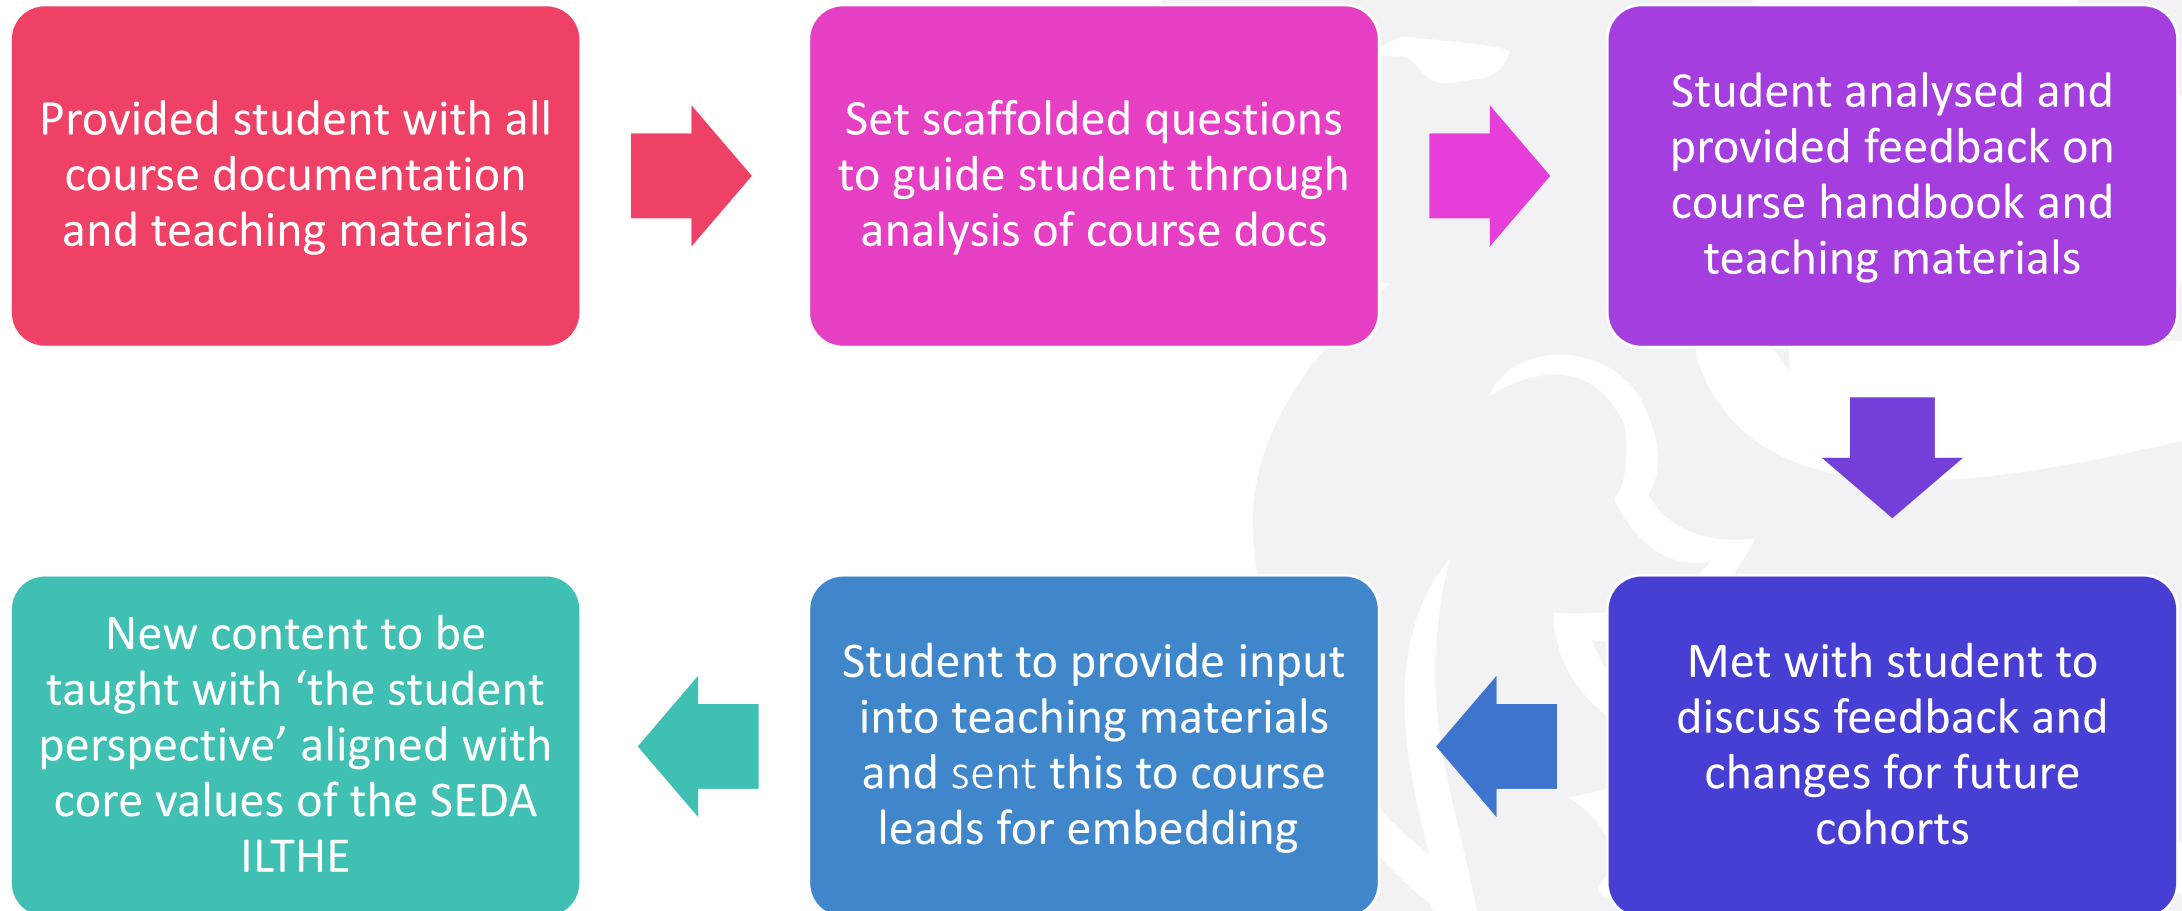 Provided student with all
course documentation
and teaching materials
Set scaffolded questions
to guide student through
analysis of course docs
Student analysed and
provided feedback on
course handbook and
teaching materials
Met with student to
discuss feedback and
changes for future
cohorts
Student to provide input
into teaching materials
and sent this to course
leads for embedding
New content to be
taught with ‘the student
perspective’ aligned with
core values of the SEDA
ILTHE